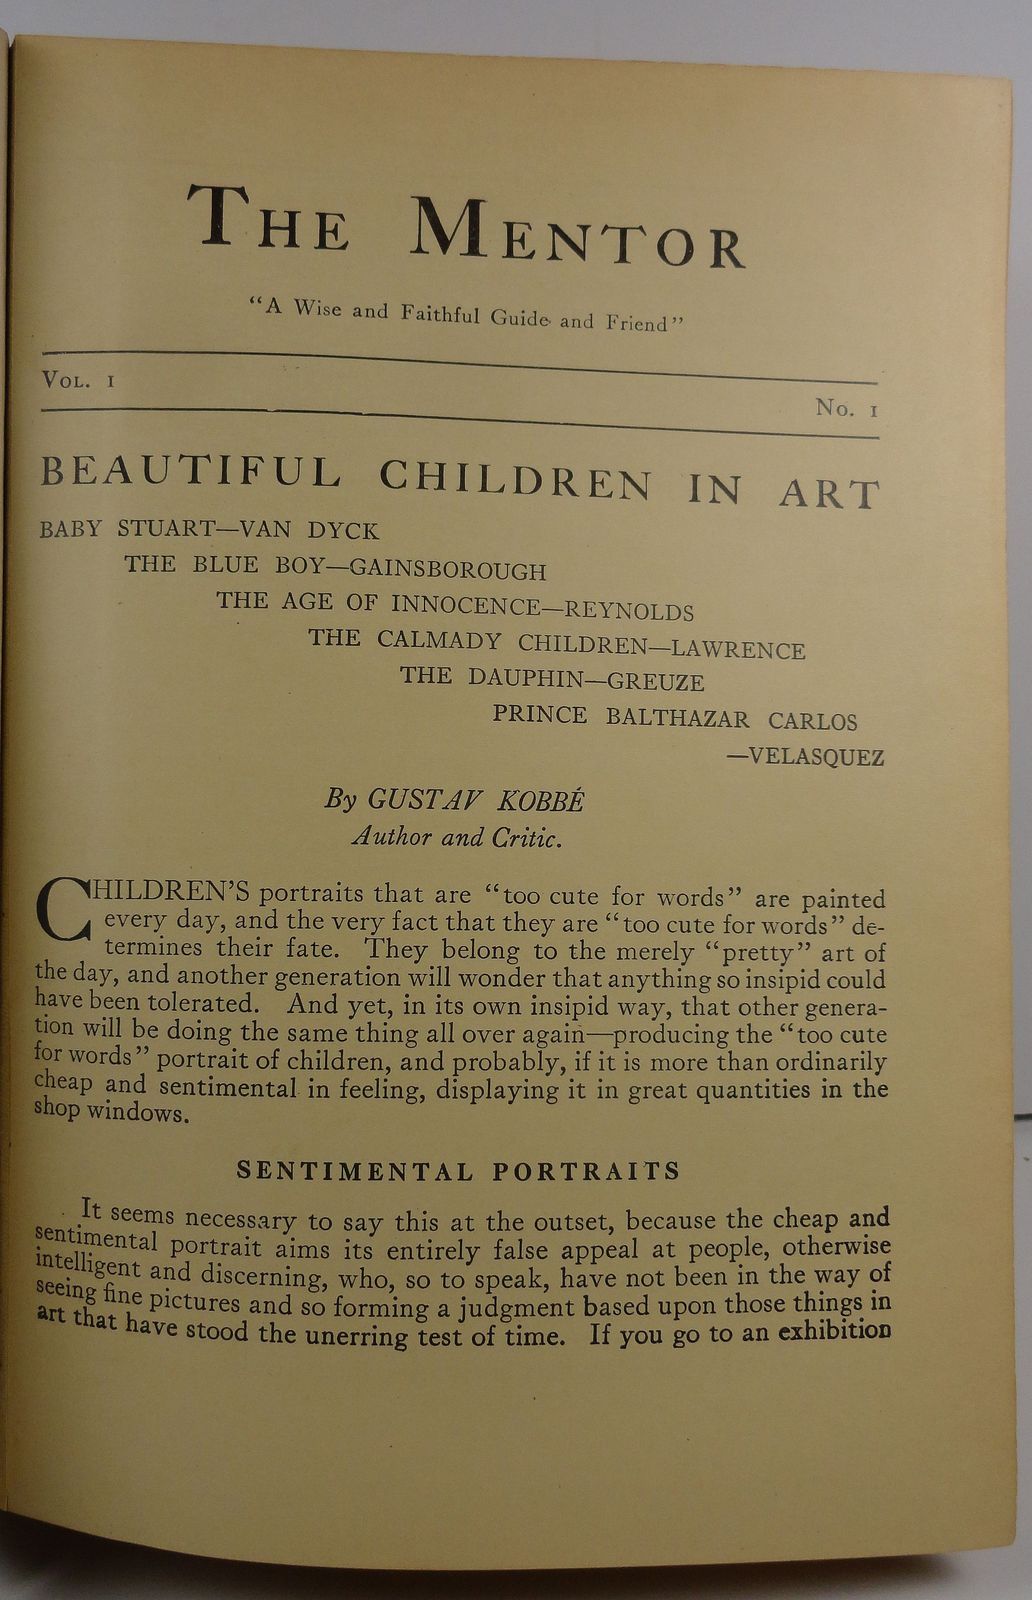 THE MENTOR
“A Wise and Faithful Guide and Friend”
VOL. 1
No. 1
BEAUTIFUL CHILDREN IN ART
BABY STUART—VAN DYCK
THE BLUE BOY—GAINSBOROUGH
THE AGE OF INNOCENCE—REYNOLDS
THE CALMADY CHILDREN—LAWRENCE
THE DAUPHIN—GREUZE
PRINCE BALTHAZAR CARLOS
—VELASQUEZ
By GUSTAV KOBBÉ
Author and Critic.
CHILDREN’S portraits that are “too cute for words” are painted
every day, and the very fact that they are “too cute for words” de-
termines their fate. They belong to the merely “pretty” art of
the day, and another generation will wonder that anything so insipid could
have been tolerated. And yet, in its own insipid way, that other genera-
tion will be doing the same thing all over again—producing the “too cute
for words” portrait of children, and probably, if it is more than ordinarily
cheap and sentimental in feeling, displaying it in great quantities in the
shop windows.
SENTIMENTAL PORTRAITS
It seems necessary to say this at the outset, because the cheap and
sentimental portrait aims its entirely false appeal at people, otherwise
intelligent and discerning, who, so to speak, have not been in the way of
seeing fine pictures and so forming a judgment based upon those things in
art that have stood the unerring test of time. If you go to an exhibition